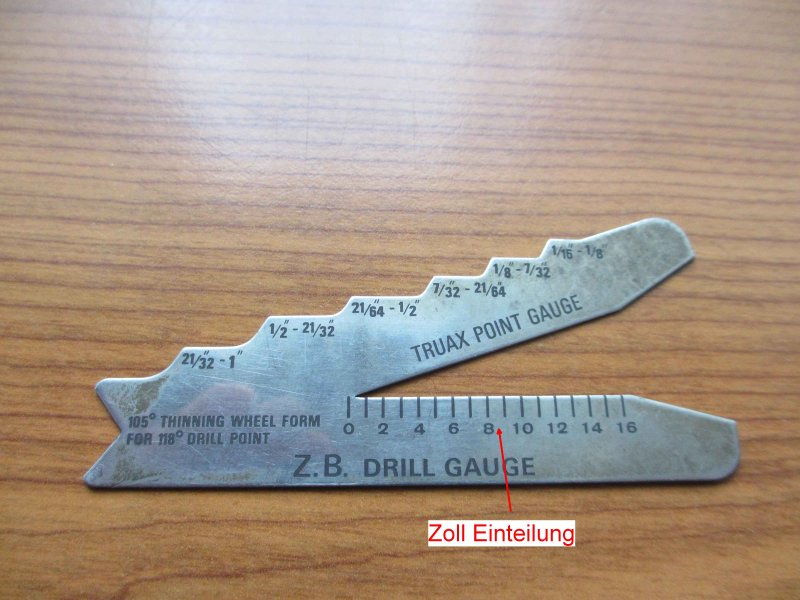 1/16" - 1/8"
1/8" - 7/32"
7/32" - 21/64"
21/64" - 1/2"
1/2" - 21/32"
21/32" - 1"
TRUAX POINT GAUGE
105° THINNING WHEEL FORM
FOR 118° DRILL POINT
0 2 4 6 8 10 12 14 16
Z.B. DRILL GAUGE
Zoll Einteilung